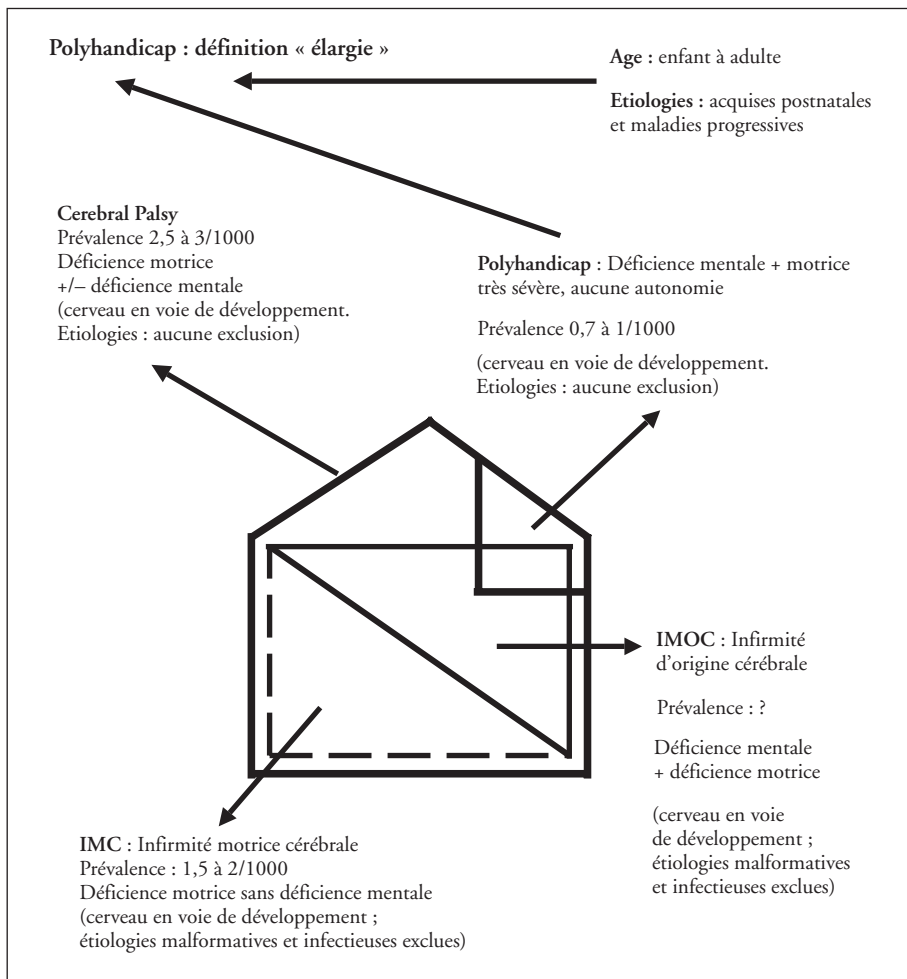 Polyhandicap : définition « élargie »
Age : enfant à adulte
Etiologies : acquises postnatales
et maladies progressives
Cerebral Palsy
Prévalence 2,5 à 3/1000
Déficience motrice
+/– déficience mentale
(cerveau en voie de développement.
Etiologies : aucune exclusion)
Polyhandicap : Déficience mentale + motrice
très sévère, aucune autonomie
Prévalence 0,7 à 1/1000
(cerveau en voie de développement.
Etiologies : aucune exclusion)
IMOC : Infirmité
d’origine cérébrale
Prévalence : ?
Déficience mentale
+ déficience motrice
(cerveau en voie
de développement ;
étiologies malformatives
et infectieuses exclues)
IMC : Infirmité motrice cérébrale
Prévalence : 1,5 à 2/1000
Déficience motrice sans déficience mentale
(cerveau en voie de développement ;
étiologies malformatives et infectieuses exclues)